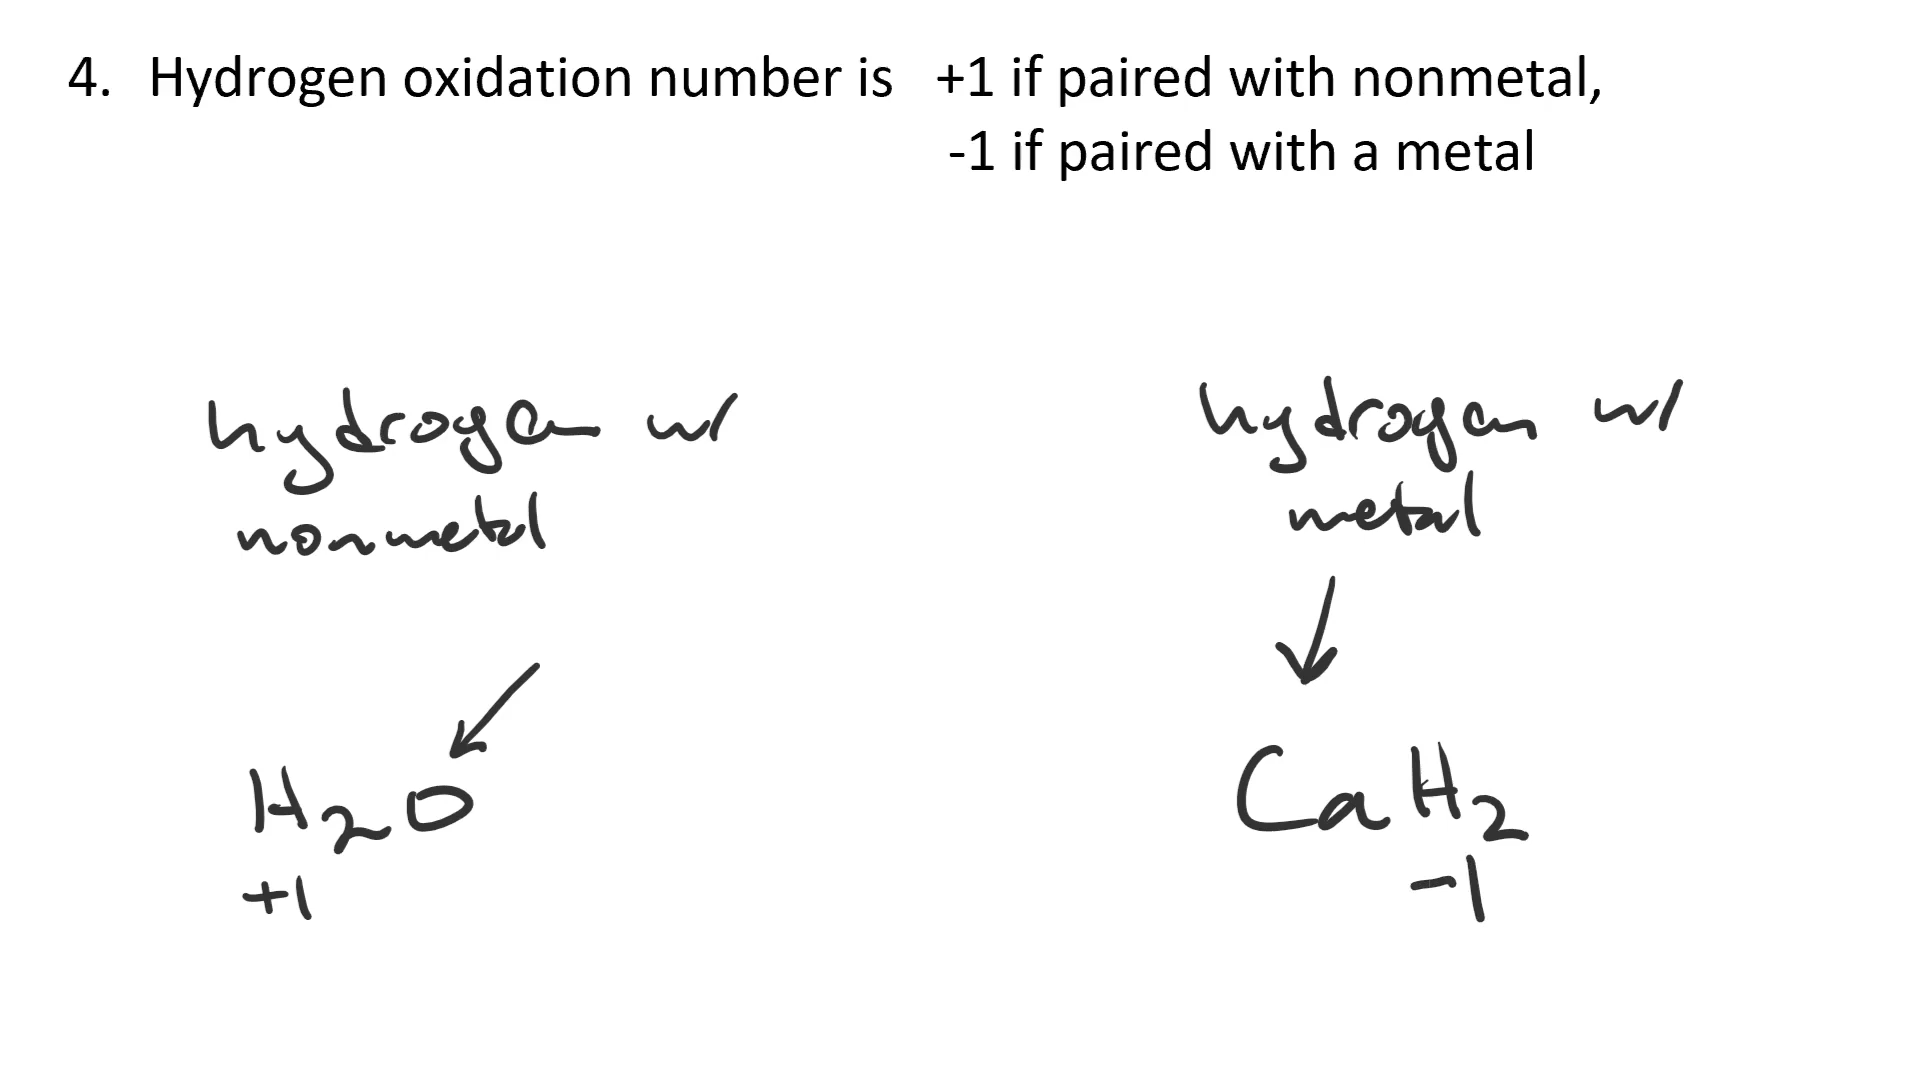 4. Hydrogen oxidation number is +1 if paired with nonmetal,
-1 if paired with a metal
hydrogen w/
nonmetal
H₂O
+1
hydrogen w/
metal
CaH₂
-1